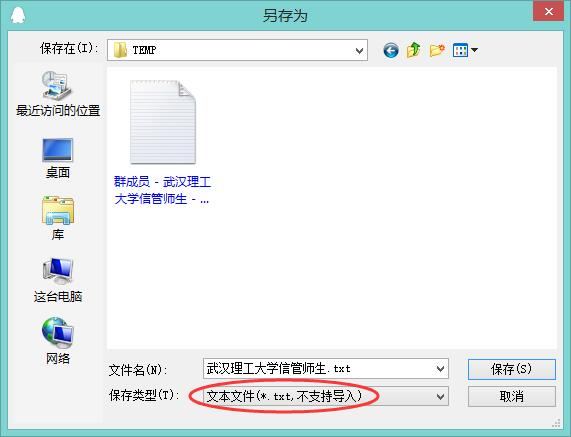 另存为
保存在(I):
TEMP
最近访问的位置
桌面
库
这台电脑
网络
群成员 - 武汉理工
大学信管师生 - ...
文件名(N):
武汉理工大学信管师生.txt
保存(S)
保存类型(T):
文本文件(*.txt,不支持导入)
取消